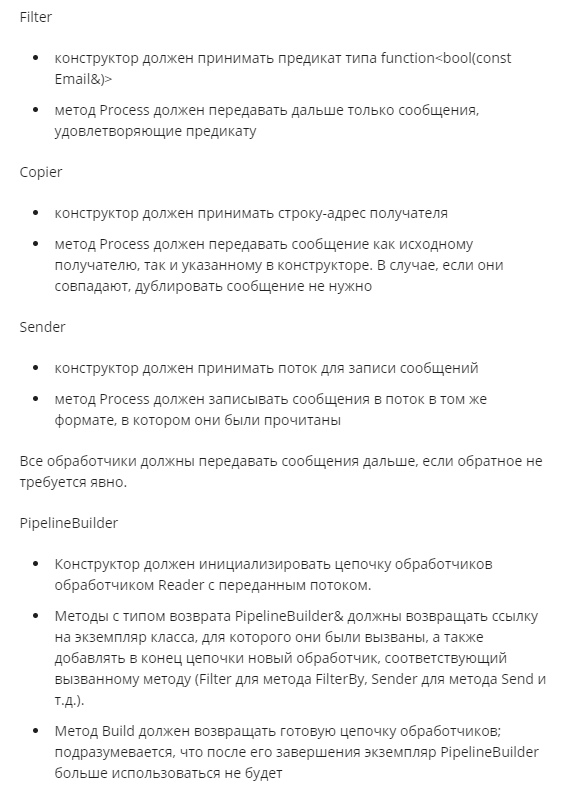 Filter
• конструктор должен принимать предикат типа function<bool(const
Email&)>
• метод Process должен передавать дальше только сообщения,
удовлетворяющие предикату
Copier
• конструктор должен принимать строку-адрес получателя
• метод Process должен передавать сообщение как исходному
получателю, так и указанному в конструкторе. В случае, если они
совпадают, дублировать сообщение не нужно
Sender
• конструктор должен принимать поток для записи сообщений
• метод Process должен записывать сообщения в поток в том же
формате, в котором они были прочитаны
Все обработчики должны передавать сообщения дальше, если обратное не
требуется явно.
PipelineBuilder
• Конструктор должен инициализировать цепочку обработчиков
обработчиком Reader с переданным потоком.
• Методы с типом возврата PipelineBuilder& должны возвращать ссылку
на экземпляр класса, для которого они были вызваны, а также
добавлять в конец цепочки новый обработчик, соответствующий
вызванному методу (Filter для метода FilterBy, Sender для метода Send и
т.д.).
• Метод Build должен возвращать готовую цепочку обработчиков;
подразумевается, что после его завершения экземпляр PipelineBuilder
больше использоваться не будет